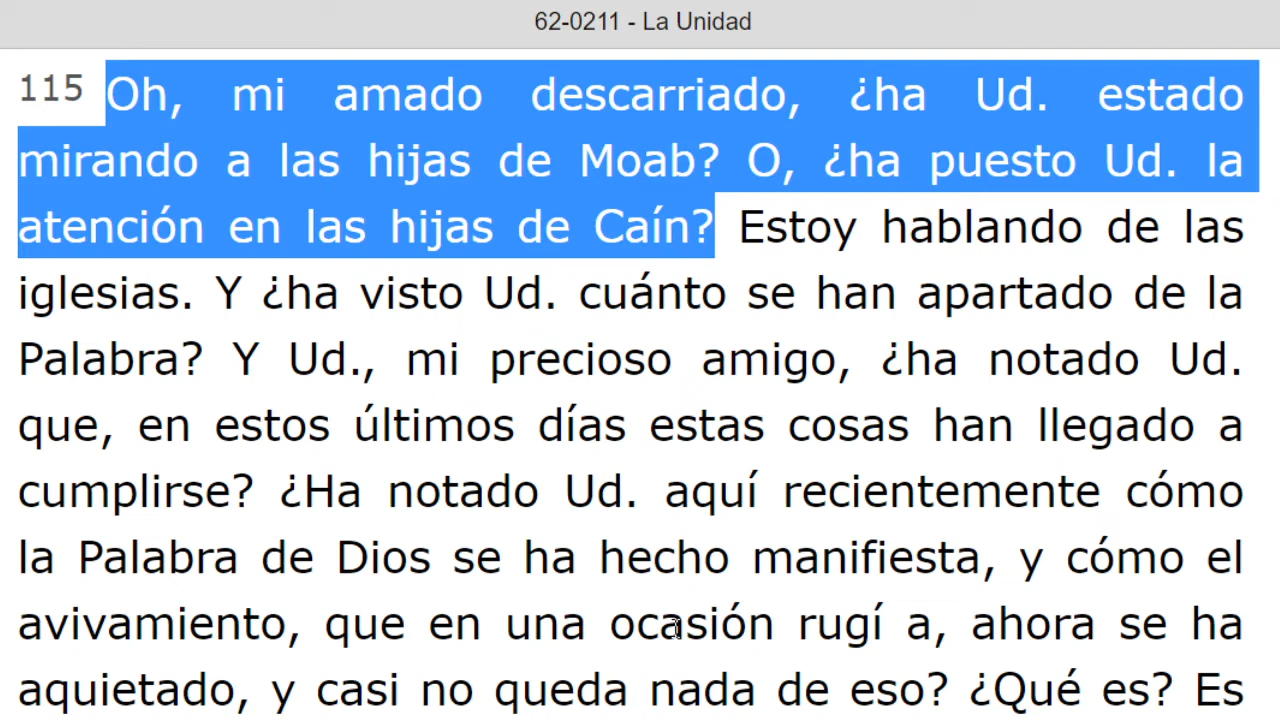 62-0211 - La Unidad
115 Oh, mi amado descarriado, ¿ha Ud. estado
mirando a las hijas de Moab? O, ¿ha puesto Ud. la
atención en las hijas de Caín? Estoy hablando de las
iglesias. Y ¿ha visto Ud. cuánto se han apartado de la
Palabra? Y Ud., mi precioso amigo, ¿ha notado Ud.
que, en estos últimos días estas cosas han llegado a
cumplirse? ¿Ha notado Ud. aquí recientemente cómo
la Palabra de Dios se ha hecho manifiesta, y cómo el
avivamiento, que en una ocasión rugí a, ahora se ha
aquietado, y casi no queda nada de eso? ¿Qué es? Es